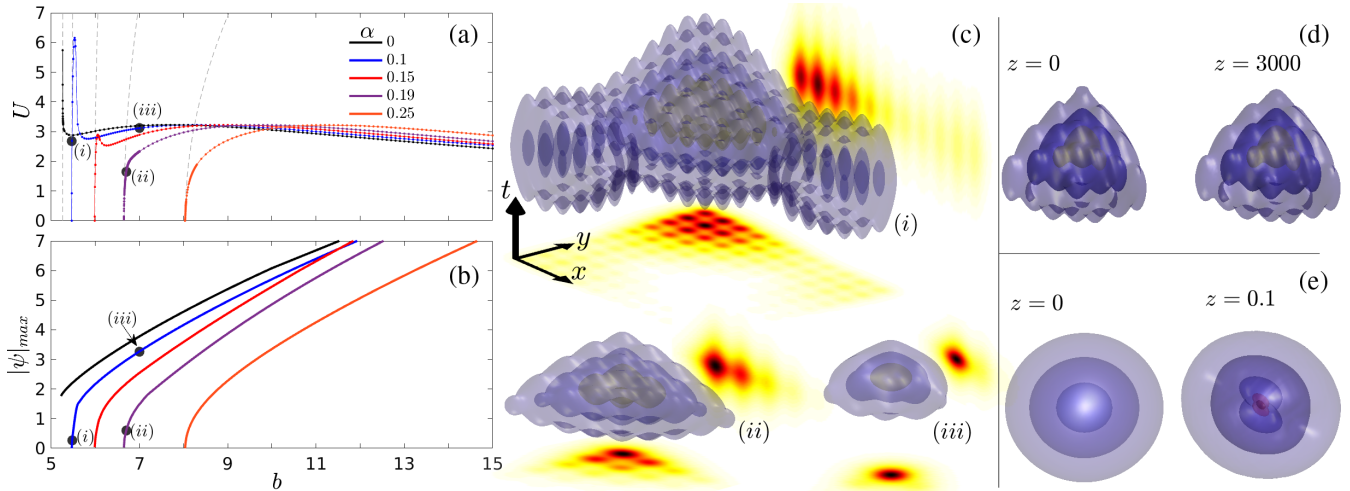 (a)
7
6
5
4
3
2
1
0
U
α
0
0.1
0.15
0.19
0.25
(i)
(ii)
(iii)
(b)
7
6
5
4
3
2
1
0
|ψ|max
(iii)
(i)
(ii)
5 7 9 11 13 15
b
(c)
t
y
x
(i)
(ii)
(iii)
(d)
z = 0
z = 3000
(e)
z = 0
z = 0.1